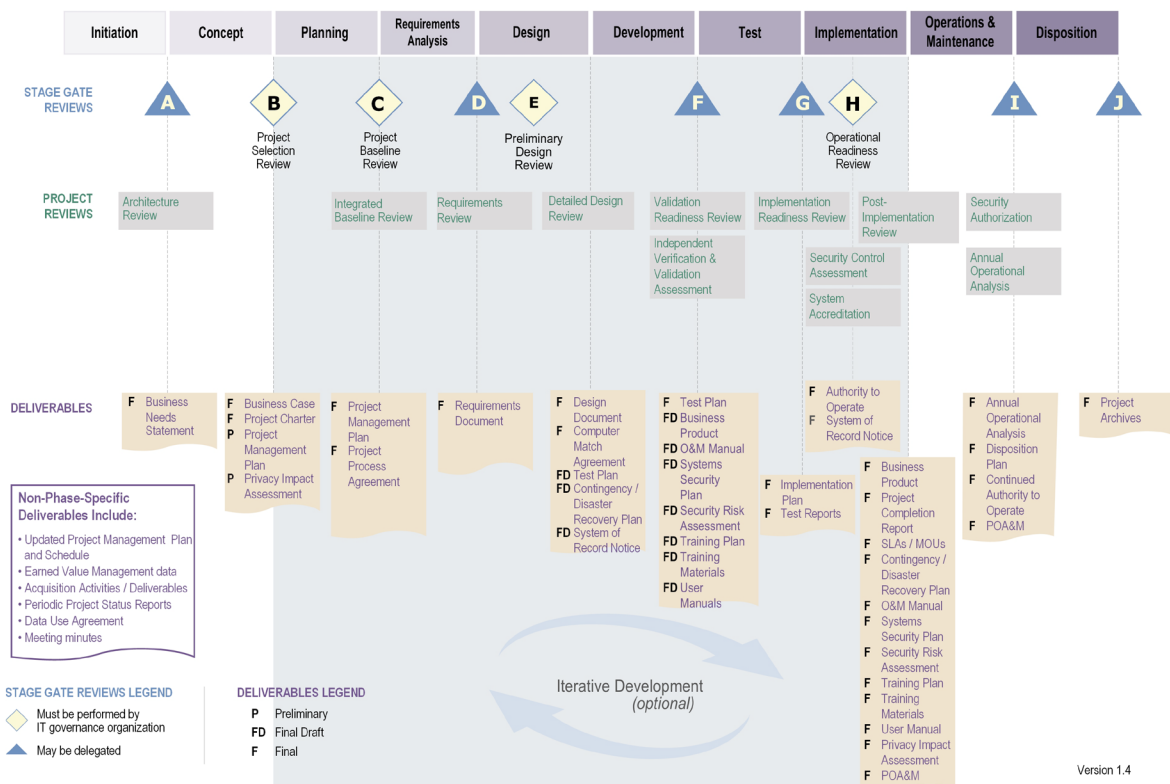 Initiation
Concept
Planning
Requirements
Analysis
Design
Development
Test
Implementation
Operations &
Maintenance
Disposition
STAGE GATE
REVIEWS
A
B
C
D
E
F
G
H
I
J
Project
Selection
Review
Project
Baseline
Review
Preliminary
Design
Review
Operational
Readiness
Review
PROJECT
REVIEWS
Architecture
Review
Integrated
Baseline Review
Requirements
Review
Detailed Design
Review
Validation
Readiness Review
Independent
Verification &
Validation
Assessment
Implementation
Readiness Review
Post-
Implementation
Review
Security Control
Assessment
System
Accreditation
Security
Authorization
Annual
Operational
Analysis
DELIVERABLES
F Business
Needs
Statement
F Business Case
F Project Charter
P Project
Management
Plan
P Privacy Impact
Assessment
F Project
Management
Plan
F Project
Process
Agreement
F Requirements
Document
F Design
Document
F Computer
Match
Agreement
FD Test Plan
FD Contingency /
Disaster
Recovery Plan
FD System of
Record Notice
F Test Plan
FD Business
Product
FD O&M Manual
FD Systems
Security
Plan
FD Security Risk
Assessment
FD Training Plan
FD Training
Materials
FD User
Manuals
F Implementation
Plan
F Test Reports
F Authority to
Operate
F System of
Record Notice
F Business
Product
F Project
Completion
Report
F SLAs / MOUs
F Contingency /
Disaster
Recovery Plan
F O&M Manual
F Systems
Security Plan
F Security Risk
Assessment
F Training Plan
F Training
Materials
F User Manual
F Privacy Impact
Assessment
F POA&M
F Annual
Operational
Analysis
F Disposition
Plan
F Continued
Authority to
Operate
F POA&M
F Project
Archives
Non-Phase-Specific
Deliverables Include:
• Updated Project Management Plan
and Schedule
• Earned Value Management data
• Acquisition Activities / Deliverables
• Periodic Project Status Reports
• Data Use Agreement
• Meeting minutes
Iterative Development
(optional)
STAGE GATE REVIEWS LEGEND
Must be performed by
IT governance organization
May be delegated
DELIVERABLES LEGEND
P Preliminary
FD Final Draft
F Final
Version 1.4